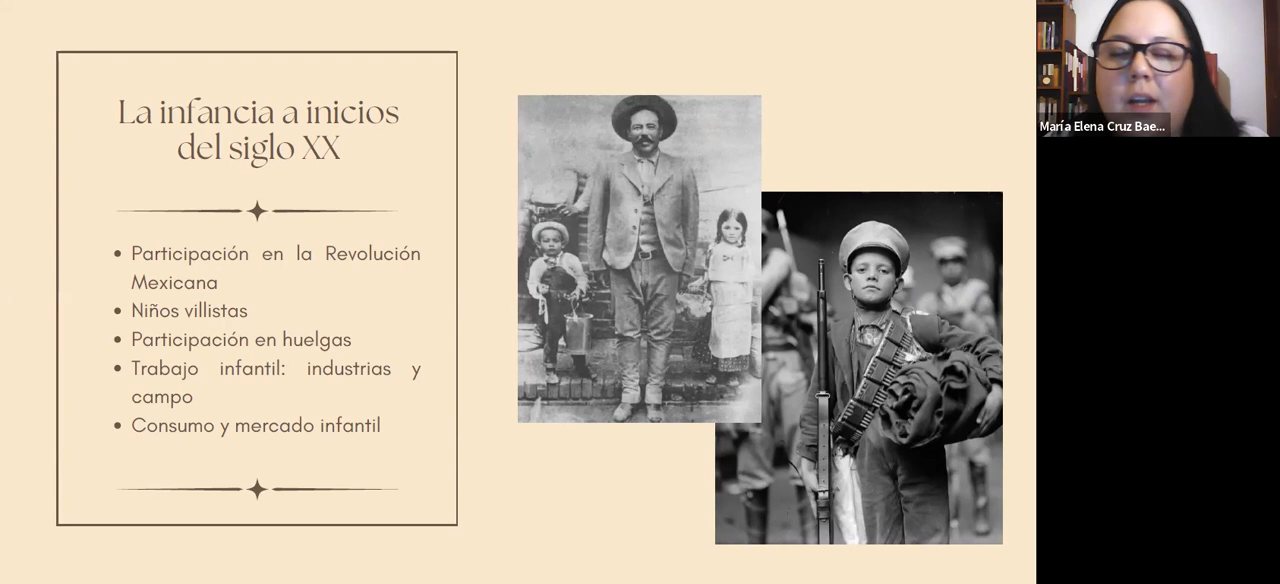 La infancia a inicios
del siglo XX
• Participación en la Revolución
Mexicana
• Niños villistas
• Participación en huelgas
• Trabajo infantil: industrias y
campo
• Consumo y mercado infantil
María Elena Cruz Bae...